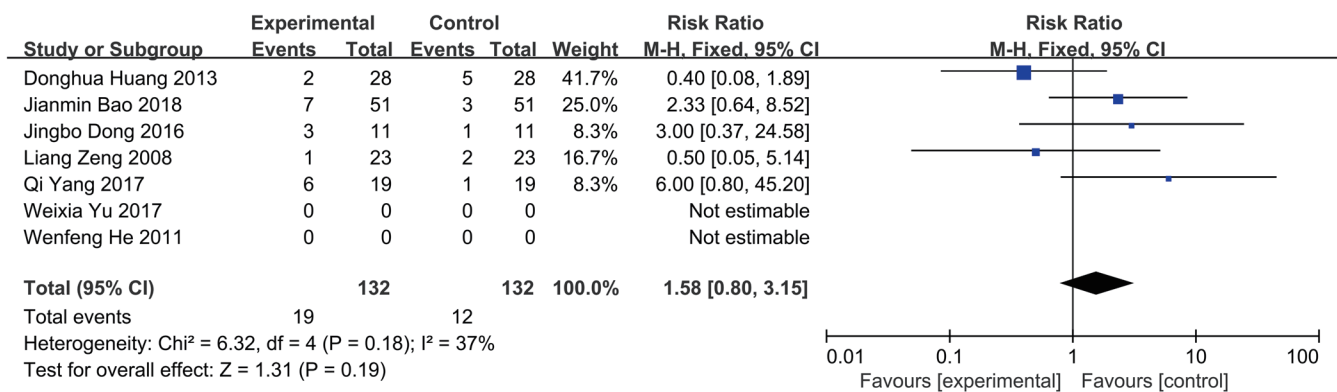 Experimental Control Risk Ratio Risk Ratio
Study or Subgroup Events Total Events Total Weight M-H, Fixed, 95% CI M-H, Fixed, 95% CI
Donghua Huang 2013 2 28 5 28 41.7% 0.40 [0.08, 1.89]
Jianmin Bao 2018 7 51 3 51 25.0% 2.33 [0.64, 8.52]
Jingbo Dong 2016 3 11 1 11 8.3% 3.00 [0.37, 24.58]
Liang Zeng 2008 1 23 2 23 16.7% 0.50 [0.05, 5.14]
Qi Yang 2017 6 19 1 19 8.3% 6.00 [0.80, 45.20]
Weixia Yu 2017 0 0 0 0 Not estimable
Wenfeng He 2011 0 0 0 0 Not estimable
Total (95% CI) 132 132 100.0% 1.58 [0.80, 3.15]
Total events 19 12
Heterogeneity: Chi² = 6.32, df = 4 (P = 0.18); I² = 37%
Test for overall effect: Z = 1.31 (P = 0.19)
0.01 0.1 1 10 100
Favours [experimental] Favours [control]